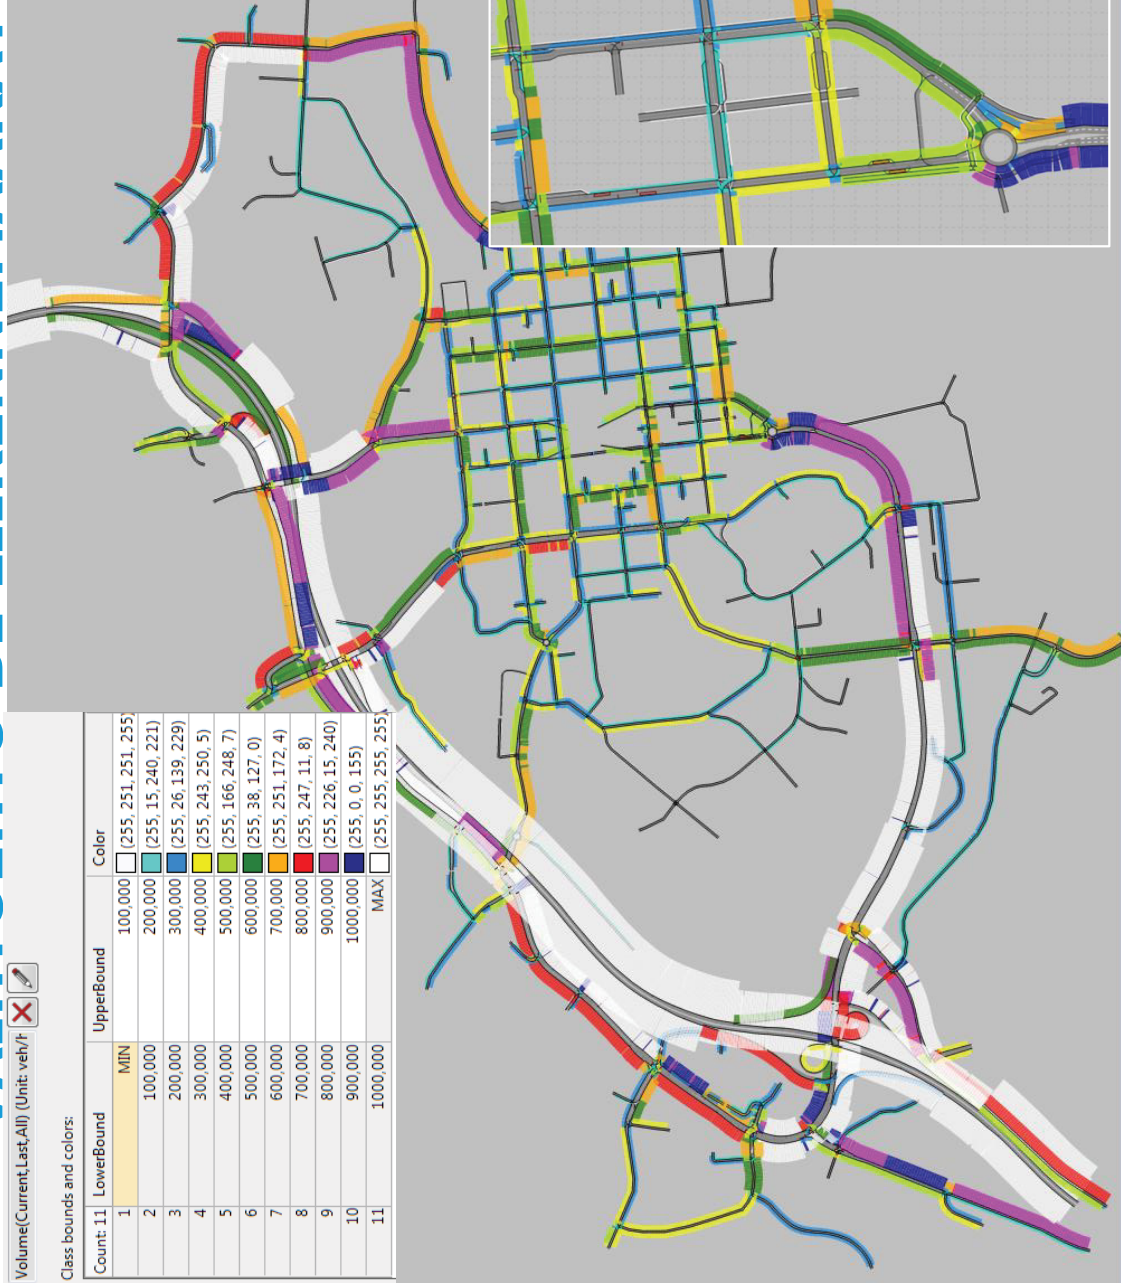 Volume(Current,Last,All) (Unit: veh/h
Class bounds and colors:
Count: 11 LowerBound UpperBound Color
1 MIN 100,000 (255, 251, 251, 255)
2 100,000 200,000 (255, 15, 240, 221)
3 200,000 300,000 (255, 26, 139, 229)
4 300,000 400,000 (255, 243, 250, 5)
5 400,000 500,000 (255, 166, 248, 7)
6 500,000 600,000 (255, 38, 127, 0)
7 600,000 700,000 (255, 251, 172, 4)
8 700,000 800,000 (255, 247, 11, 8)
9 800,000 900,000 (255, 226, 15, 240)
10 900,000 1000,000 (255, 0, 0, 155)
11 1000,000 MAX (255, 255, 255, 255)